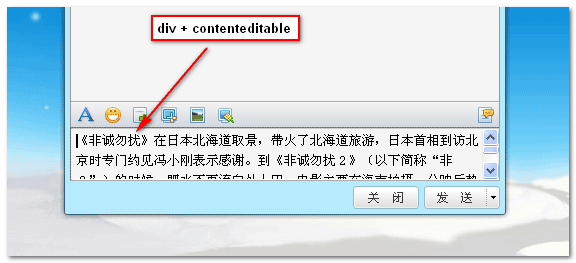 div + contenteditable
《非诚勿扰》在日本北海道取景，带火了北海道旅游，日本首相到访北
京时专门约见冯小刚表示感谢。到《非诚勿扰２》（以下简称“非
关 闭
发 送